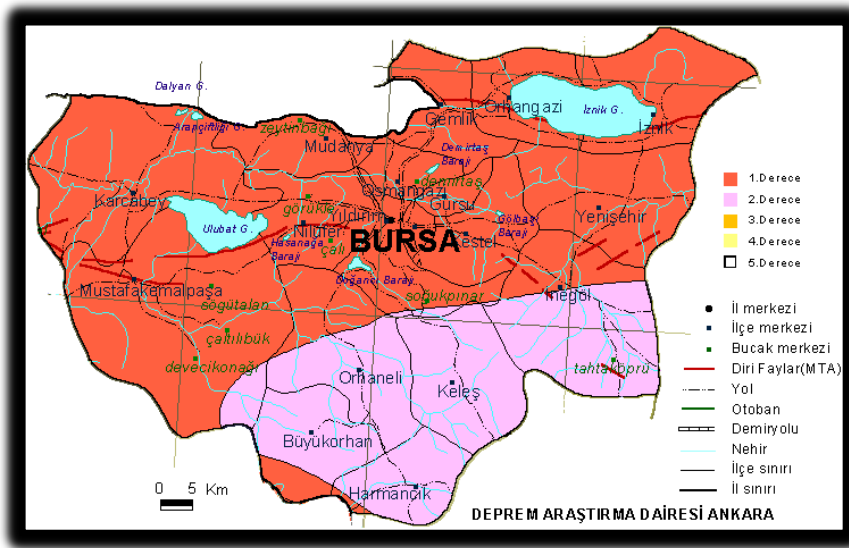 Dalyan G.
Arapçiftliği G.
zeytinbağı
Mudanya
Gemlik
Orhangazi
Iznik G.
İznik
Demirtaş
Barajı
demirtaş
Osmangazi
Gürsu
Karcabey
görükle
Yıldırım
Gölbaşı
Barajı
Yenişehir
Ulubat G.
Nilüfer
çalı
Hasanağa
Barajı
BURSA
Kestel
Doğancı Barajı
Mustafakemalpaşa
söğütalan
soğukpınar
İnegöl
çaltılıbük
devecikonağı
Orhaneli
Keleş
tahtaköprü
Büyükorhan
Harmancık
0 5 Km
1.Derece
2.Derece
3.Derece
4.Derece
5.Derece
İl merkezi
İlçe merkezi
Bucak merkezi
Diri Faylar(MTA)
Yol
Otoban
Demiryolu
Nehir
İlçe sınırı
İl sınırı
DEPREM ARAŞTIRMA DAİRESİ ANKARA